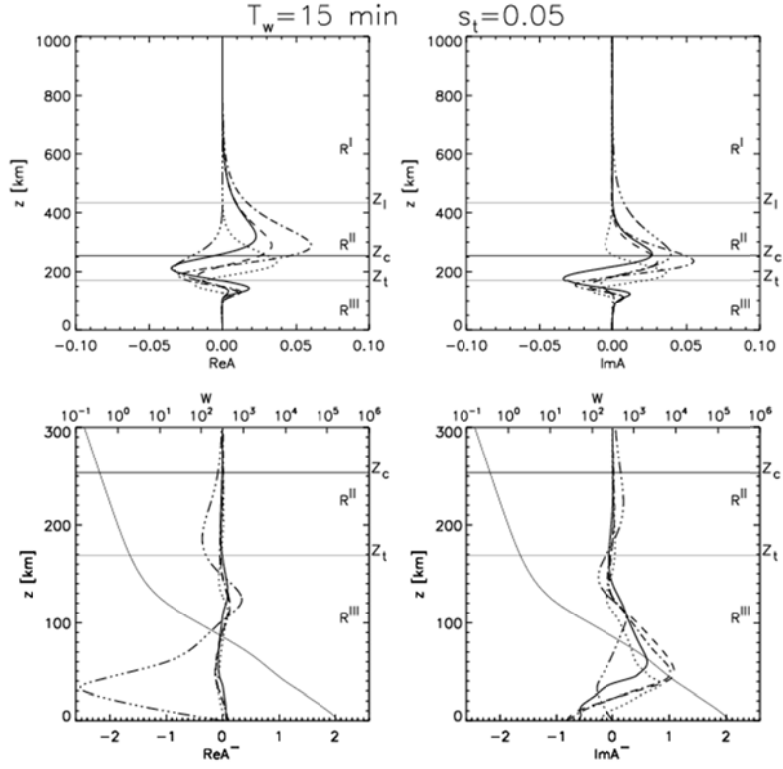 T_w=15 min s_t=0.05
1000
800
600
400
200
0
z [km]
R^I
Z_l
R^II
Z_c
Z_t
R^III
-0.10 -0.05 0.00 0.05 0.10
ReA
1000
800
600
400
200
0
z [km]
R^I
Z_l
R^II
Z_c
Z_t
R^III
-0.10 -0.05 0.00 0.05 0.10
ImA
W
10^-1 10^0 10^1 10^2 10^3 10^4 10^5 10^6
300
200
100
0
z [km]
Z_c
R^II
Z_t
R^III
-2 -1 0 1 2
ReA^-
W
10^-1 10^0 10^1 10^2 10^3 10^4 10^5 10^6
300
200
100
0
z [km]
Z_c
R^II
Z_t
R^III
-2 -1 0 1 2
ImA^-